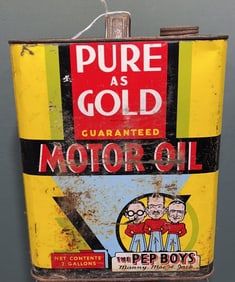 PURE
AS
GOLD
GUARANTEED
MOTOR OIL
NET CONTENTS
2 GALLONS
THE PEP BOYS
Manny, Moe & Jack